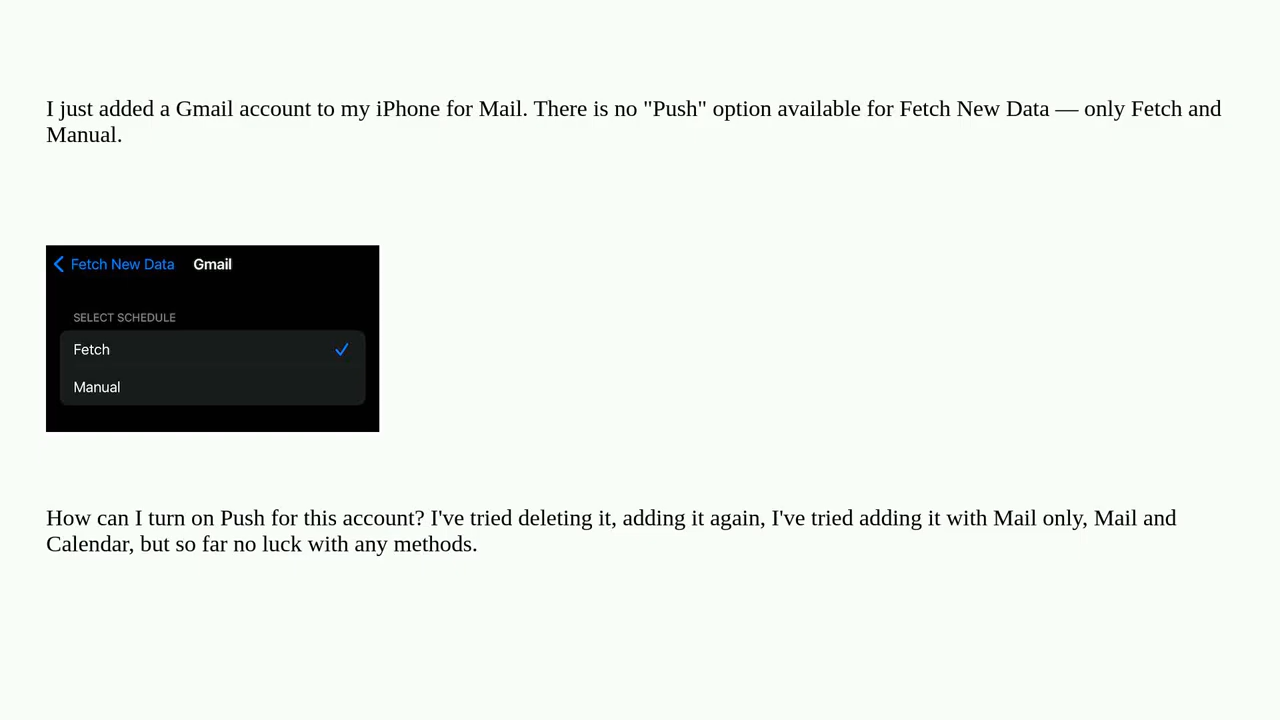 I just added a Gmail account to my iPhone for Mail. There is no "Push" option available for Fetch New Data — only Fetch and
Manual.
Fetch New Data Gmail
SELECT SCHEDULE
Fetch
Manual
How can I turn on Push for this account? I've tried deleting it, adding it again, I've tried adding it with Mail only, Mail and
Calendar, but so far no luck with any methods.